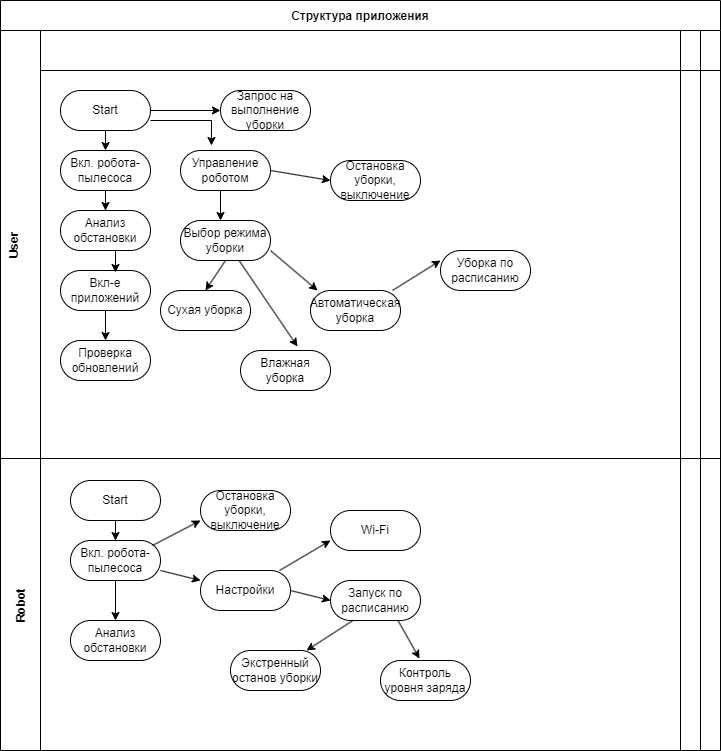 Структура приложения
User
Start
Запрос на
выполнение
уборки
Вкл. робота-
пылесоса
Управление
роботом
Остановка
уборки,
выключение
Анализ
обстановки
Выбор режима
уборки
Уборка по
расписанию
Вкл-е
приложений
Сухая уборка
Автоматическая
уборка
Проверка
обновлений
Влажная
уборка
Robot
Start
Остановка
уборки,
выключение
Wi-Fi
Вкл. робота-
пылесоса
Настройки
Запуск по
расписанию
Анализ
обстановки
Экстренный
останов уборки
Контроль
уровня заряда